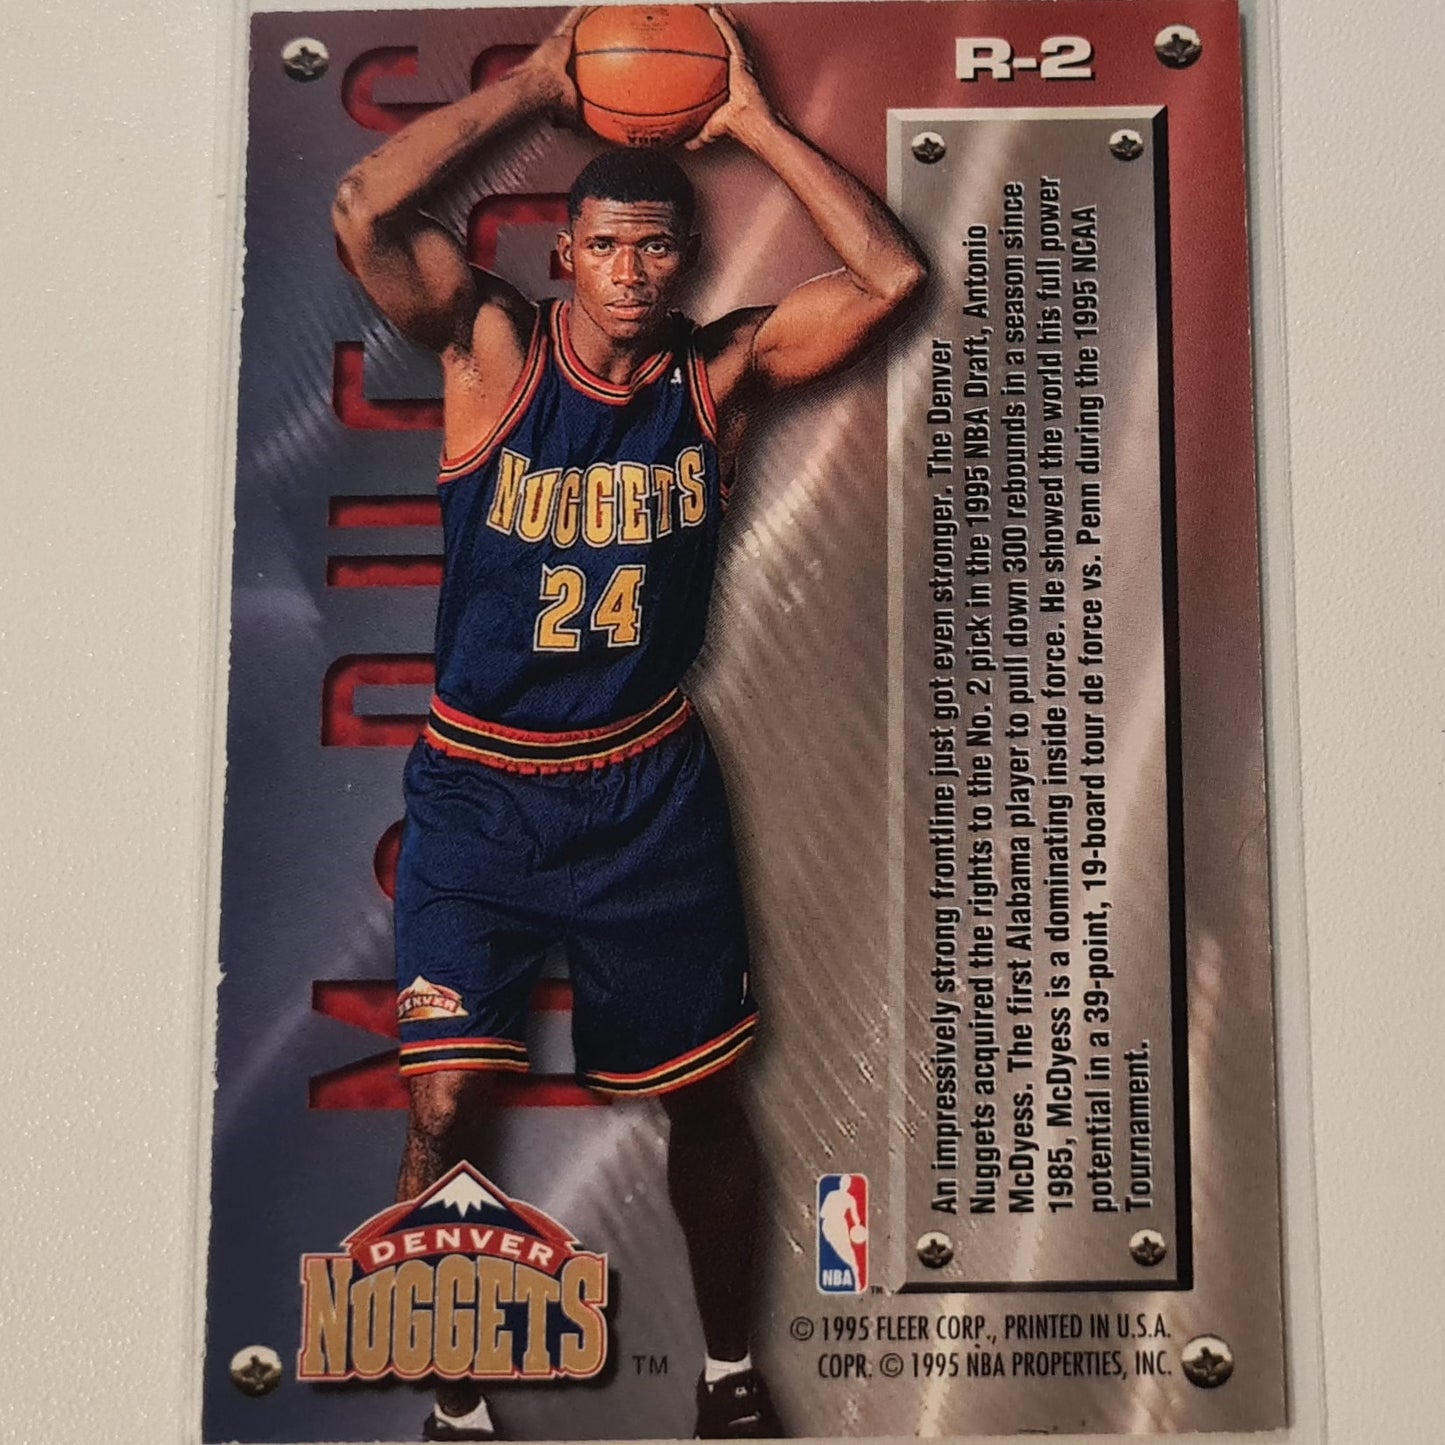 R-2
McDYESS
NUGGETS
24
DENVER
An impressively strong frontline just got even stronger. The Denver
Nuggets acquired the rights to the No. 2 pick in the 1995 NBA Draft, Antonio
McDyess. The first Alabama player to pull down 300 rebounds in a season since
1985, McDyess is a dominating inside force. He showed the world his full power
potential in a 39-point, 19-board tour de force vs. Penn during the 1995 NCAA
Tournament.
DENVER
NUGGETS
TM
NBA
TM
© 1995 FLEER CORP., PRINTED IN U.S.A.
COPR. © 1995 NBA PROPERTIES, INC.